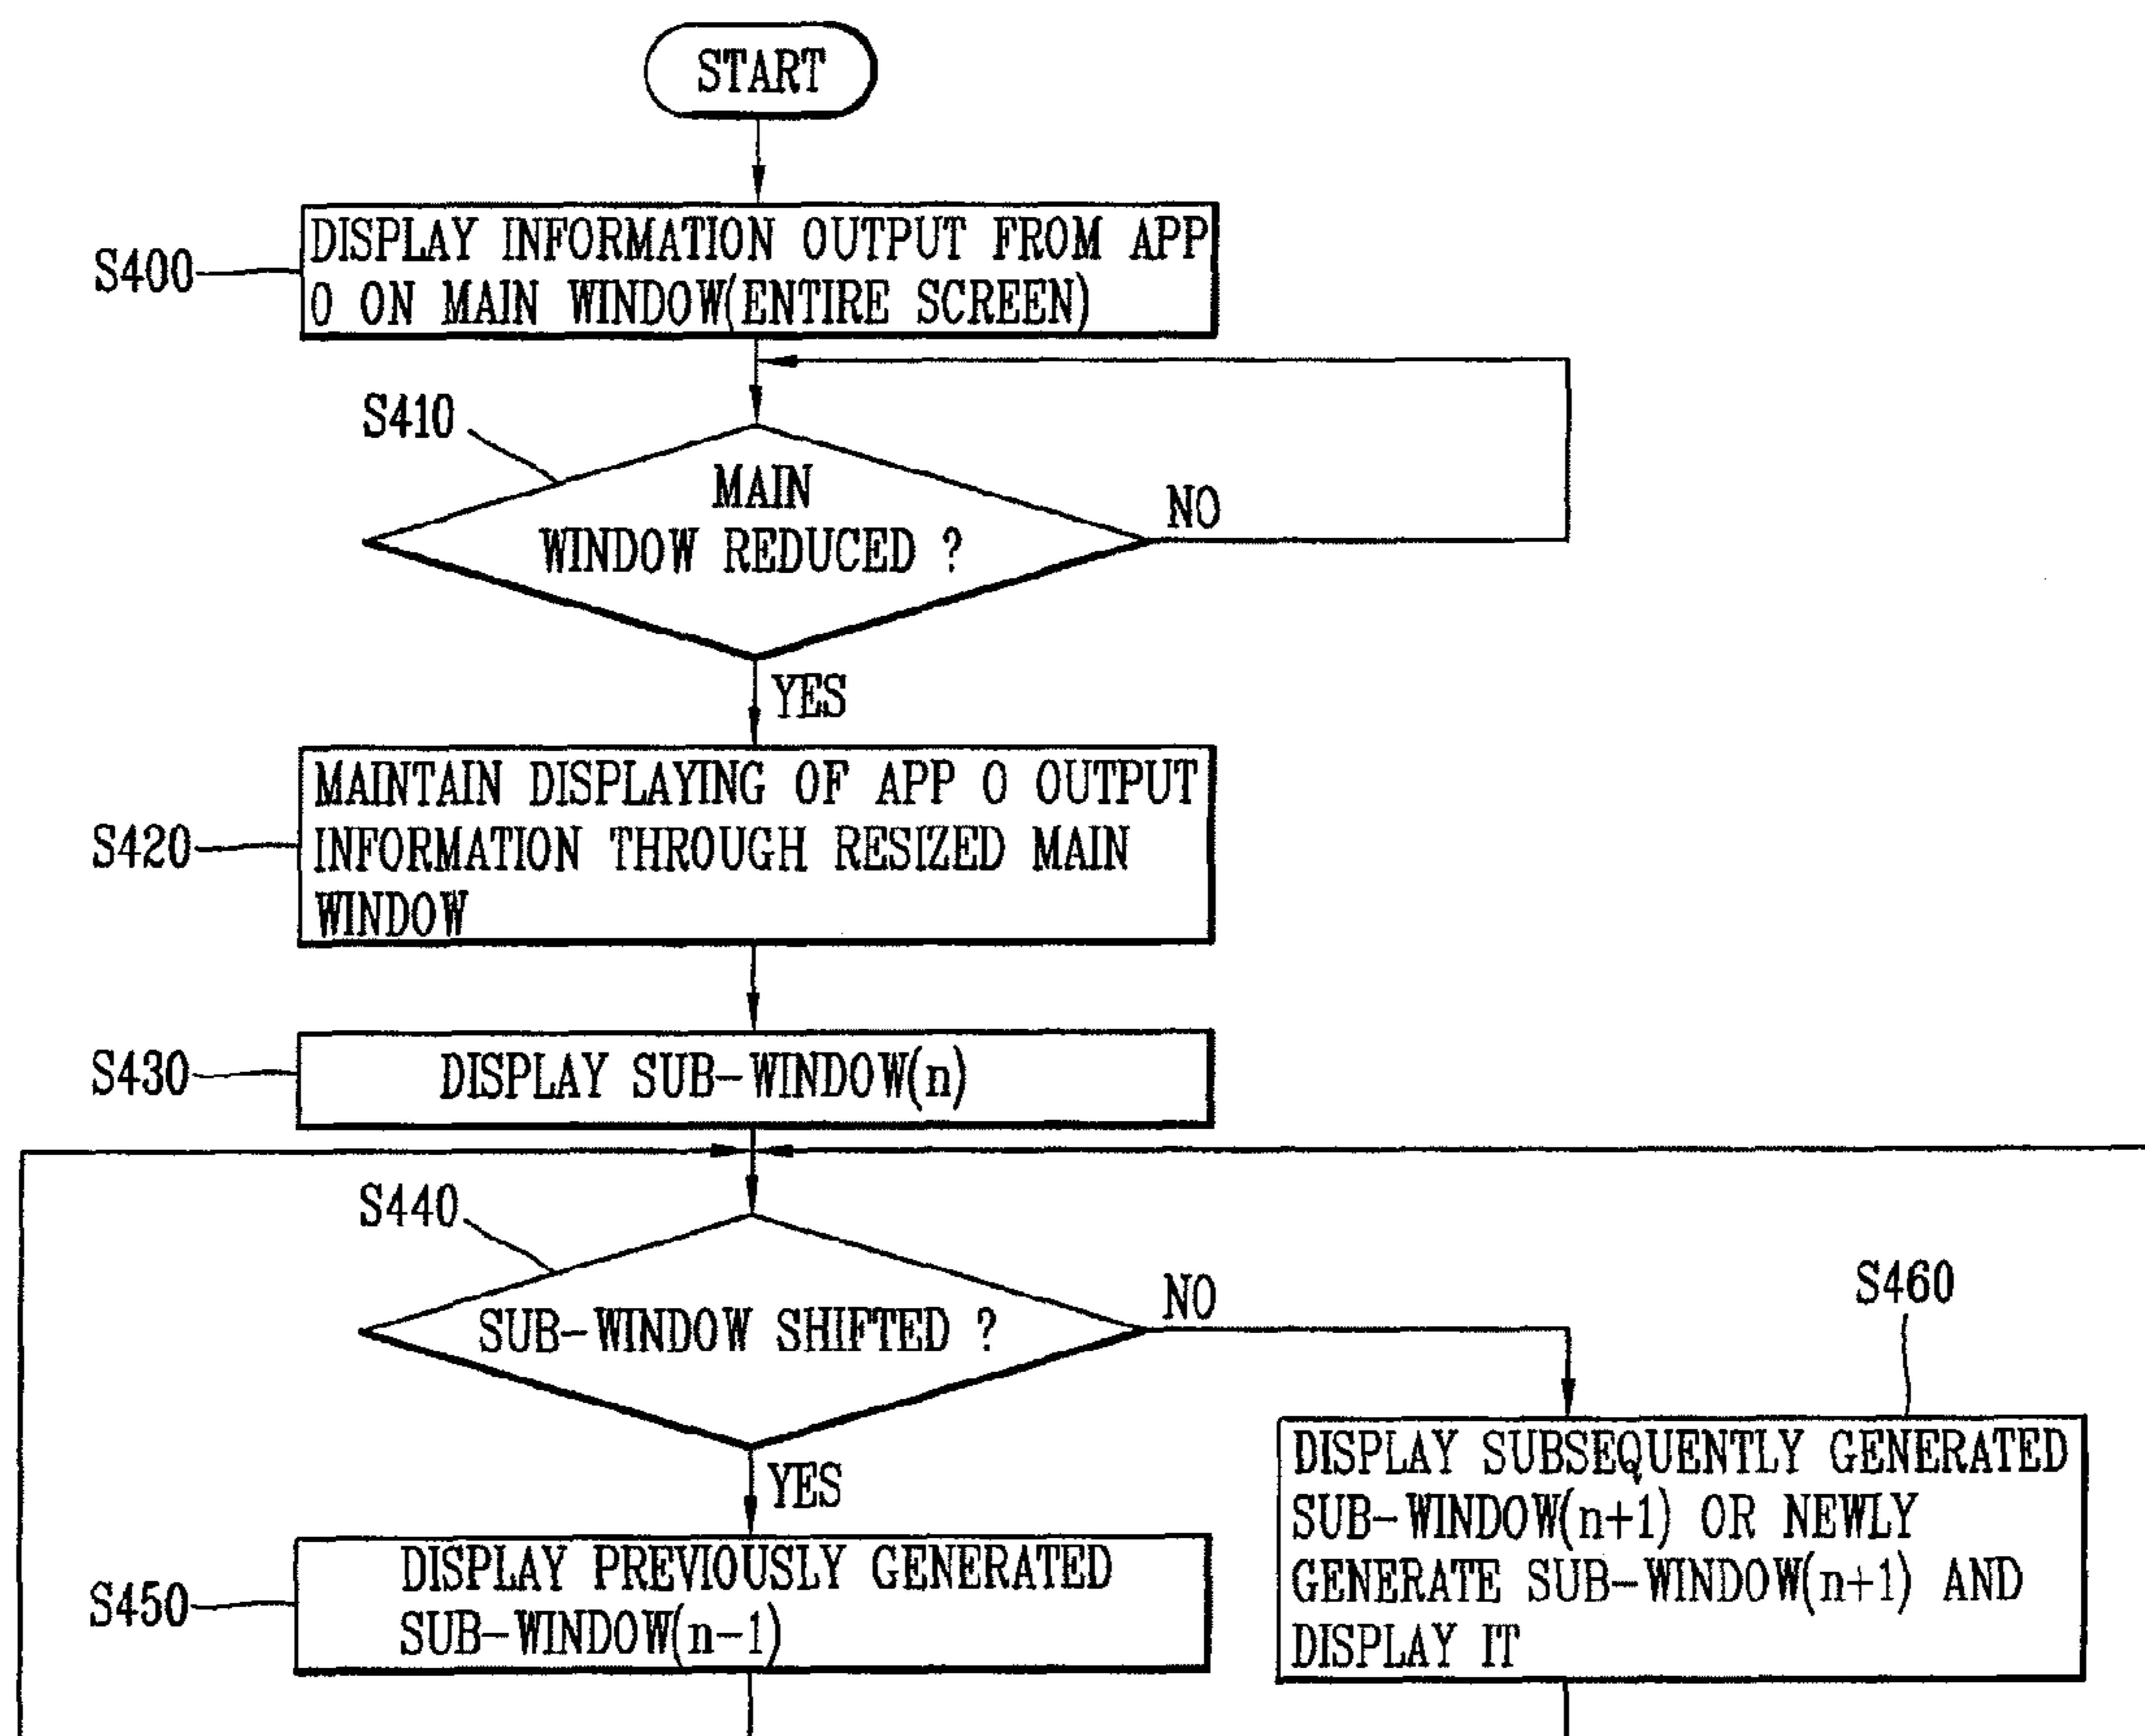 START
S400
DISPLAY INFORMATION OUTPUT FROM APP
0 ON MAIN WINDOW(ENTIRE SCREEN)
S410
MAIN
WINDOW REDUCED ?
NO
YES
S420
MAINTAIN DISPLAYING OF APP 0 OUTPUT
INFORMATION THROUGH RESIZED MAIN
WINDOW
S430
DISPLAY SUB-WINDOW(n)
S440
SUB-WINDOW SHIFTED ?
NO
YES
S450
DISPLAY PREVIOUSLY GENERATED
SUB-WINDOW(n-1)
S460
DISPLAY SUBSEQUENTLY GENERATED
SUB-WINDOW(n+1) OR NEWLY
GENERATE SUB-WINDOW(n+1) AND
DISPLAY IT